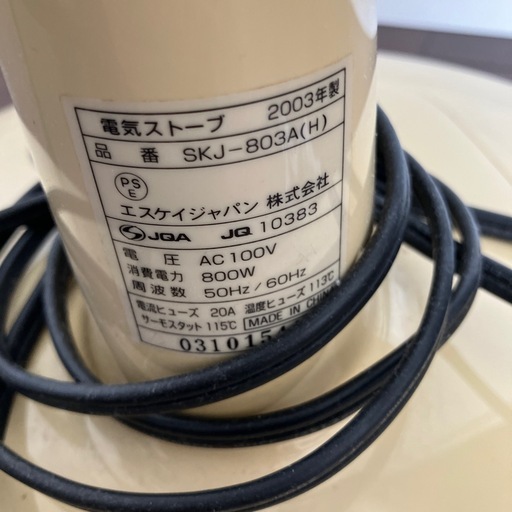 電気ストーブ 2003年製
品番 SKJ-803A(H)
PS E
エスケイジャパン 株式会社
JQA JQ 10383
電圧 AC100V
消費電力 800W
周波数 50Hz/60Hz
電流ヒューズ 20A 温度ヒューズ 113℃
サーモスタット 115℃ MADE IN CHINA